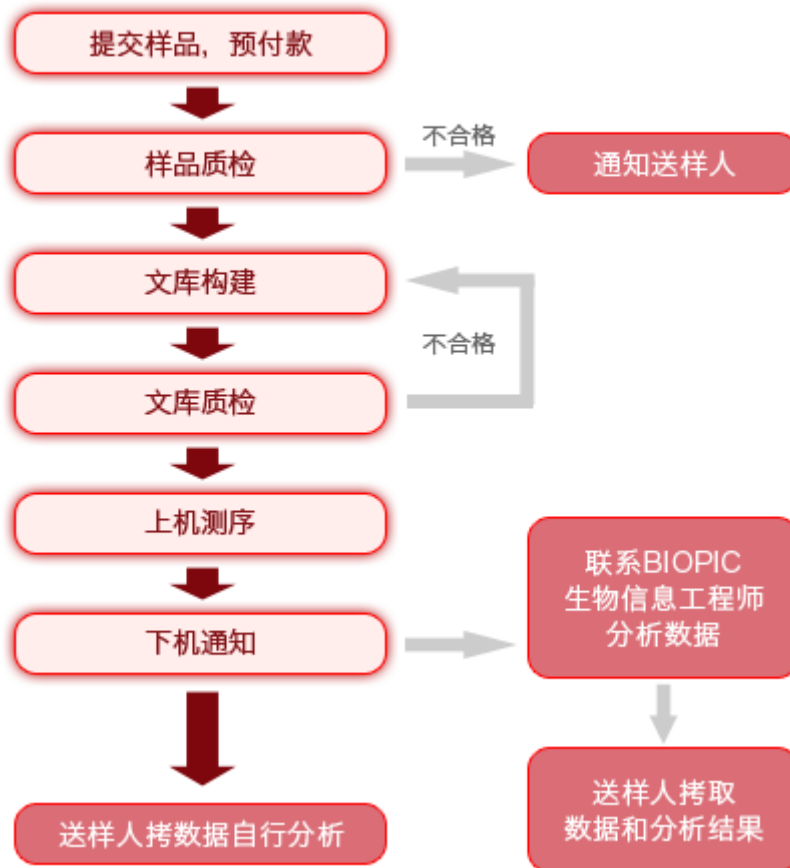 提交样品，预付款
样品质检
不合格
通知送样人
文库构建
不合格
文库质检
上机测序
下机通知
联系BIOPIC
生物信息工程师
分析数据
送样人拷数据自行分析
送样人拷取
数据和分析结果